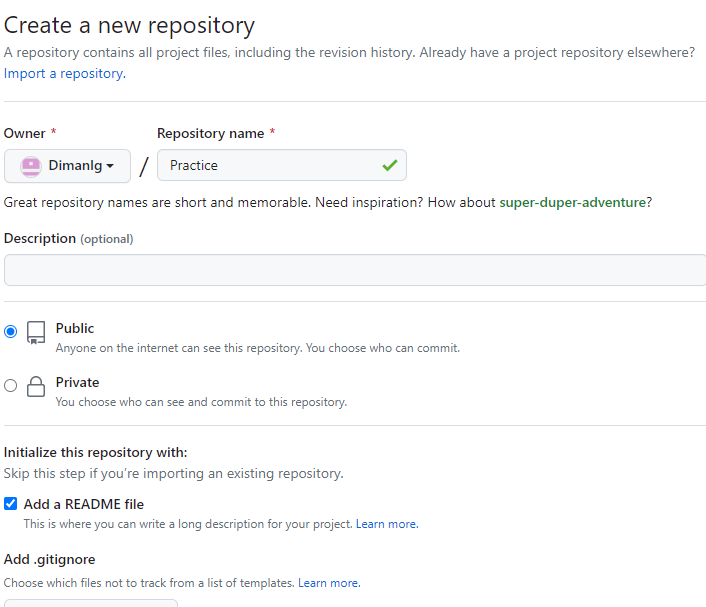 Create a new repository
A repository contains all project files, including the revision history. Already have a project repository elsewhere?
Import a repository.
Owner * Repository name *
Dimanlg / Practice
Great repository names are short and memorable. Need inspiration? How about super-duper-adventure?
Description (optional)
Public
Anyone on the internet can see this repository. You choose who can commit.
Private
You choose who can see and commit to this repository.
Initialize this repository with:
Skip this step if you’re importing an existing repository.
Add a README file
This is where you can write a long description for your project. Learn more.
Add .gitignore
Choose which files not to track from a list of templates. Learn more.